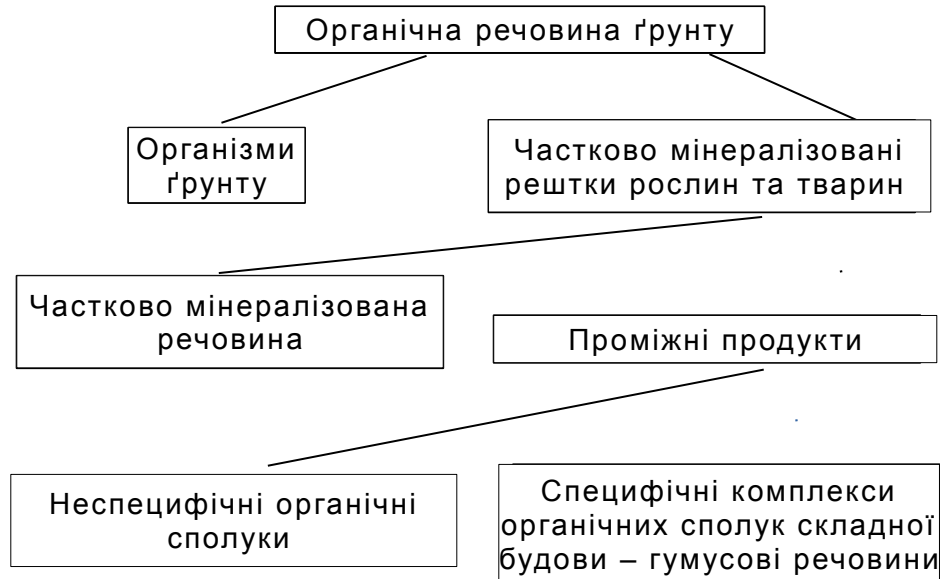 Органічна речовина ґрунту
Організми
ґрунту
Частково мінералізовані
рештки рослин та тварин
Частково мінералізована
речовина
Проміжні продукти
Неспецифічні органічні
сполуки
Специфічні комплекси
органічних сполук складної
будови – гумусові речовини